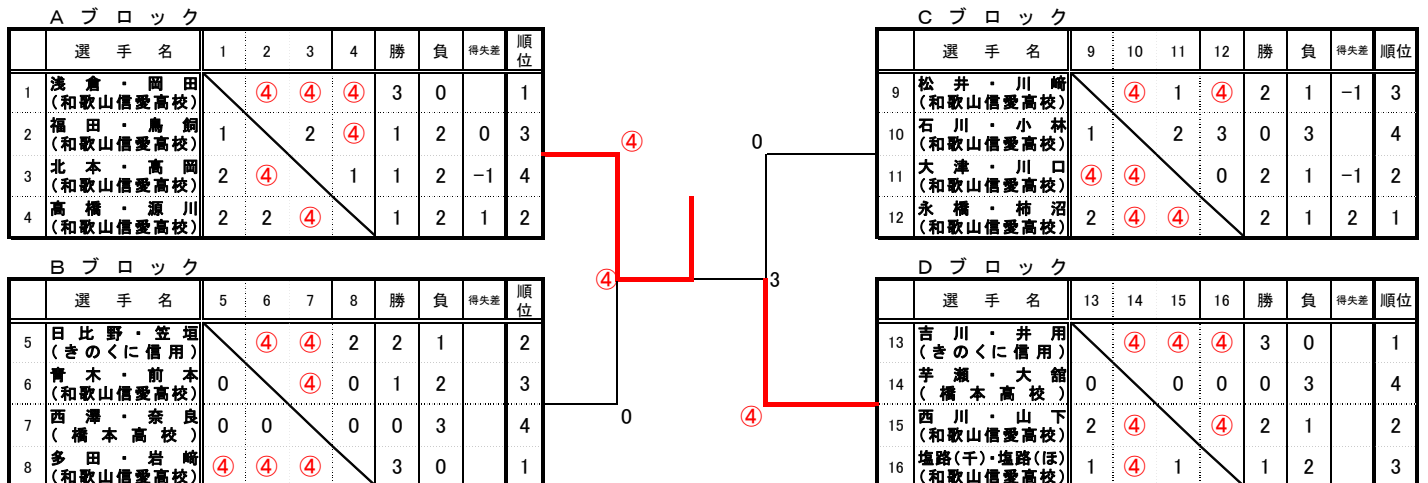 Aブロック
選手名 1 2 3 4 勝 負 得失差 順位
1 浅倉・岡田 ④ ④ ④ 3 0 1
(和歌山信愛高校)
2 福田・鳥飼 1 2 ④ 1 2 0 3
(和歌山信愛高校)
3 北本・高岡 2 ④ 1 1 2 -1 4
(和歌山信愛高校)
4 高橋・源川 2 2 ④ 1 2 1 2
(和歌山信愛高校)
Bブロック
選手名 5 6 7 8 勝 負 得失差 順位
5 日比野・笠垣 ④ ④ 2 2 1 2
(きのくに信用)
6 青木・前本 0 ④ 0 1 2 3
(和歌山信愛高校)
7 西澤・奈良 0 0 0 0 3 4
(橋本高校)
8 多田・岩崎 ④ ④ ④ 3 0 1
(和歌山信愛高校)
④
0
④
3
0
④
Cブロック
選手名 9 10 11 12 勝 負 得失差 順位
9 松井・川崎 ④ 1 ④ 2 1 -1 3
(和歌山信愛高校)
10 石川・小林 1 2 3 0 3 4
(和歌山信愛高校)
11 大津・川口 ④ ④ 0 2 1 -1 2
(和歌山信愛高校)
12 永橋・柿沼 2 ④ ④ 2 1 2 1
(和歌山信愛高校)
Dブロック
選手名 13 14 15 16 勝 負 得失差 順位
13 吉川・井用 ④ ④ ④ 3 0 1
(きのくに信用)
14 芋瀬・大舘 0 0 0 0 3 4
(橋本高校)
15 西川・山下 2 ④ ④ 2 1 2
(和歌山信愛高校)
16 塩路(千)・塩路(ほ) 1 ④ 1 1 2 3
(和歌山信愛高校)